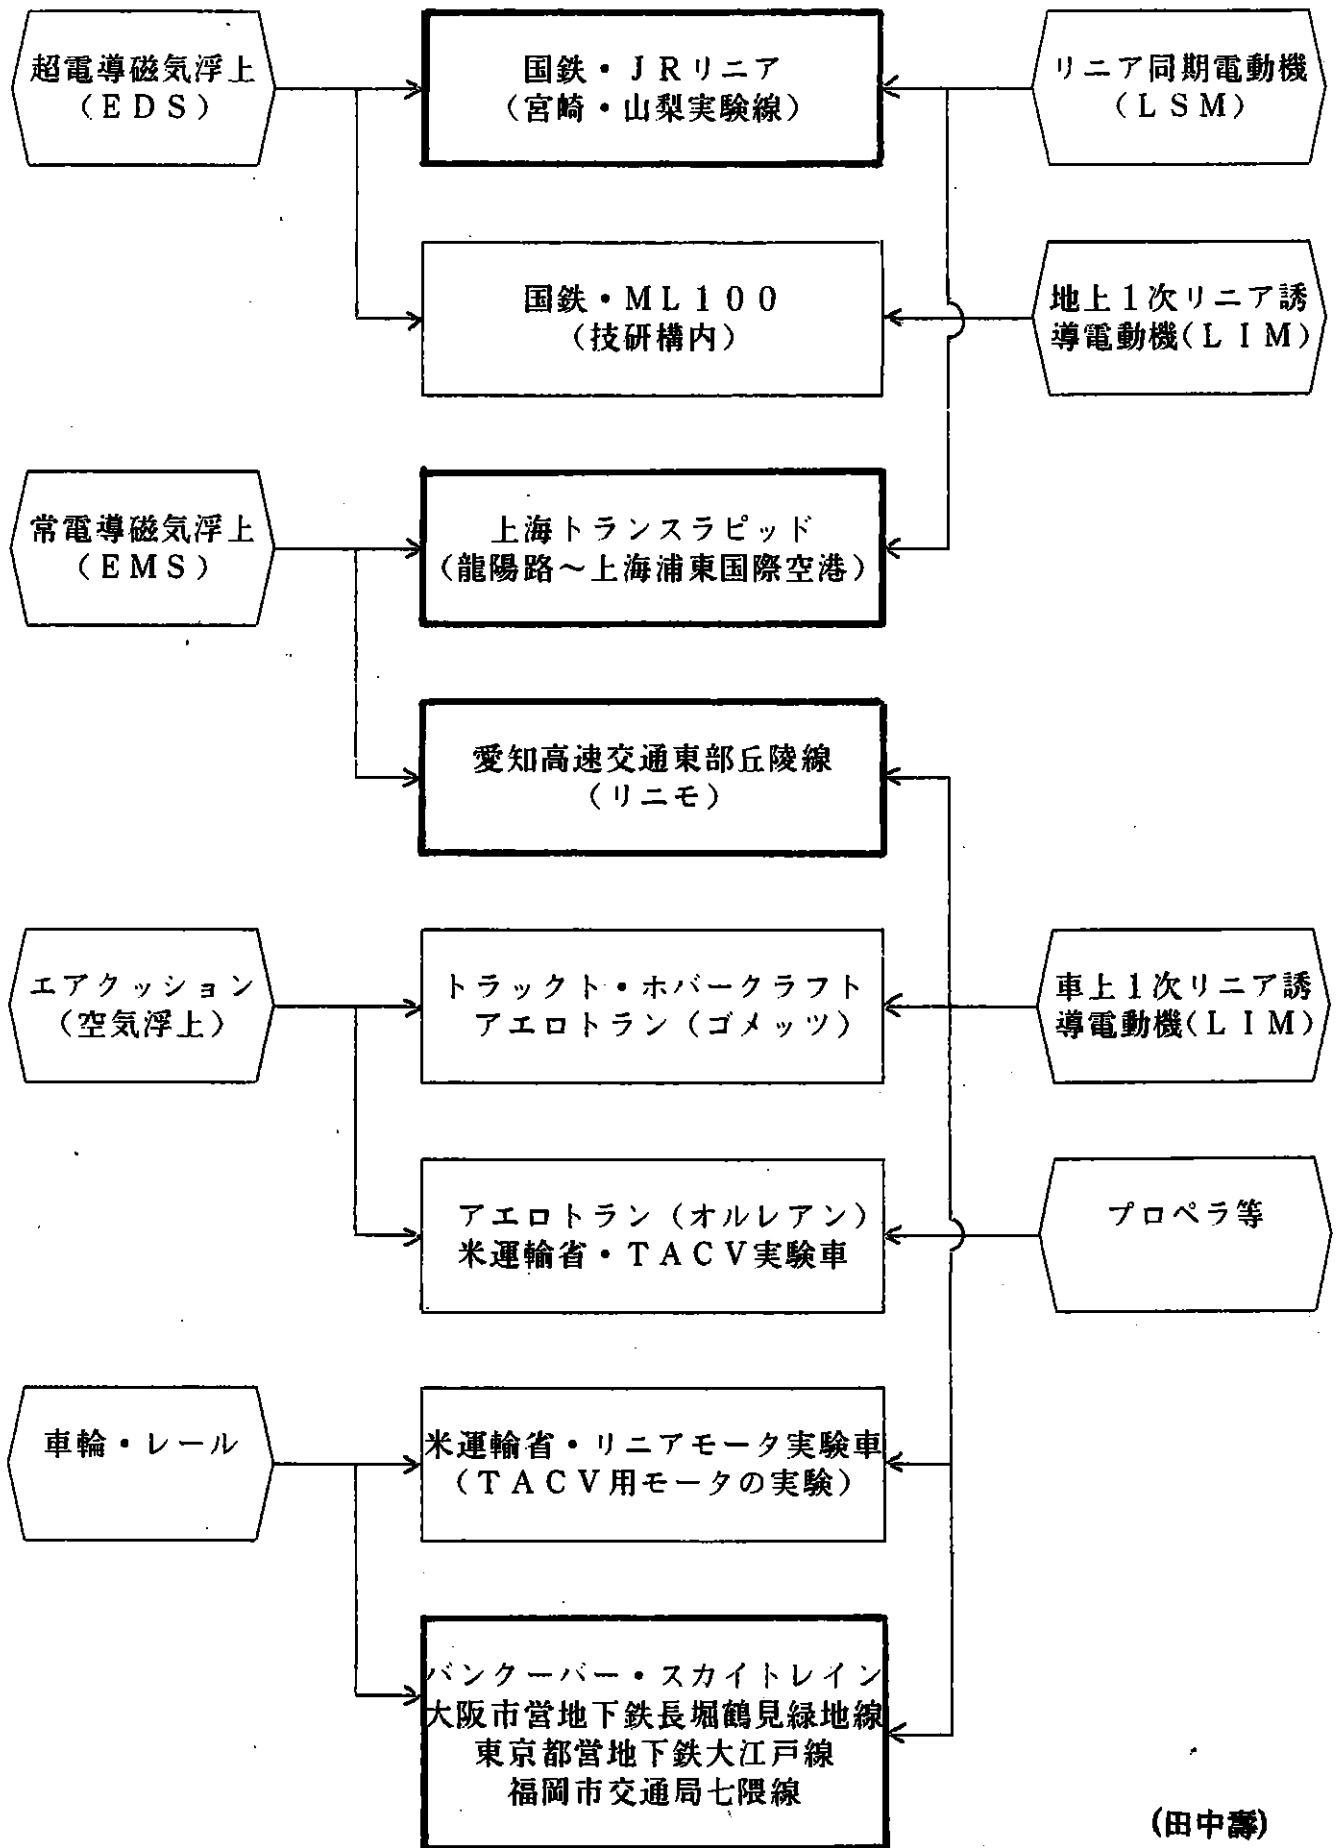 超電導磁気浮上
（ＥＤＳ）
国鉄・ＪＲリニア
（宮崎・山梨実験線）
リニア同期電動機
（ＬＳＭ）
国鉄・ＭＬ１００
（技研構内）
地上１次リニア誘
導電動機（ＬＩＭ）
常電導磁気浮上
（ＥＭＳ）
上海トランスラピッド
（龍陽路～上海浦東国際空港）
愛知高速交通東部丘陵線
（リニモ）
エアクッション
（空気浮上）
トラックト・ホバークラフト
アエロトラン（ゴメッツ）
車上１次リニア誘
導電動機（ＬＩＭ）
アエロトラン（オルレアン）
米運輸省・ＴＡＣＶ実験車
プロペラ等
車輪・レール
米運輸省・リニアモータ実験車
（ＴＡＣＶ用モータの実験）
バンクーバー・スカイトレイン
大阪市営地下鉄長堀鶴見緑地線
東京都営地下鉄大江戸線
福岡市交通局七隈線
(田中壽)